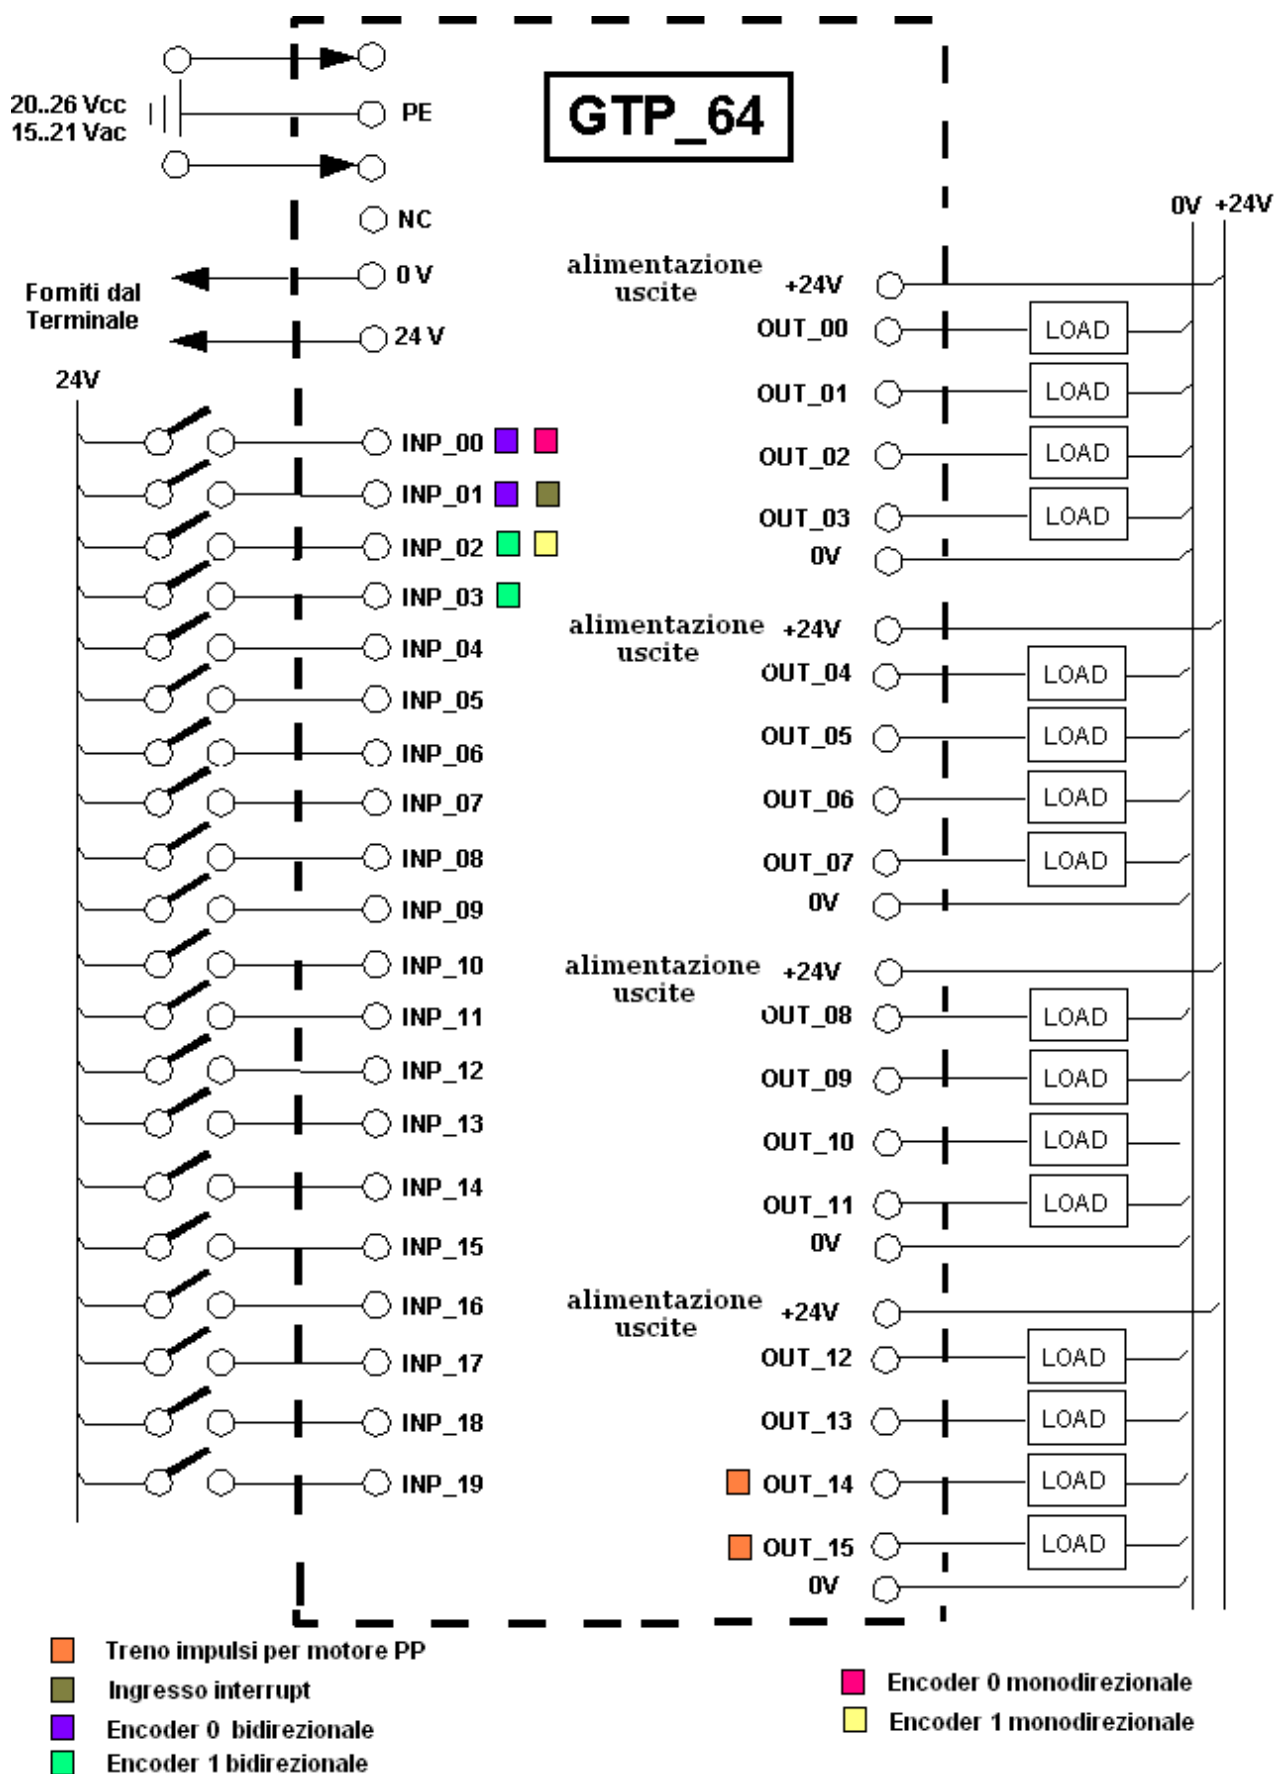 GTP_64
20..26 Vcc
15..21 Vac
PE
NC
0 V
24 V
Forniti dal
Terminale
24V
INP_00
INP_01
INP_02
INP_03
INP_04
INP_05
INP_06
INP_07
INP_08
INP_09
INP_10
INP_11
INP_12
INP_13
INP_14
INP_15
INP_16
INP_17
INP_18
INP_19
0V +24V
alimentazione
uscite
+24V
OUT_00
LOAD
OUT_01
LOAD
OUT_02
LOAD
OUT_03
LOAD
0V
alimentazione
uscite
+24V
OUT_04
LOAD
OUT_05
LOAD
OUT_06
LOAD
OUT_07
LOAD
0V
alimentazione
uscite
+24V
OUT_08
LOAD
OUT_09
LOAD
OUT_10
LOAD
OUT_11
LOAD
0V
alimentazione
uscite
+24V
OUT_12
LOAD
OUT_13
LOAD
OUT_14
LOAD
OUT_15
LOAD
0V
Treno impulsi per motore PP
Ingresso interrupt
Encoder 0 bidirezionale
Encoder 1 bidirezionale
Encoder 0 monodirezionale
Encoder 1 monodirezionale